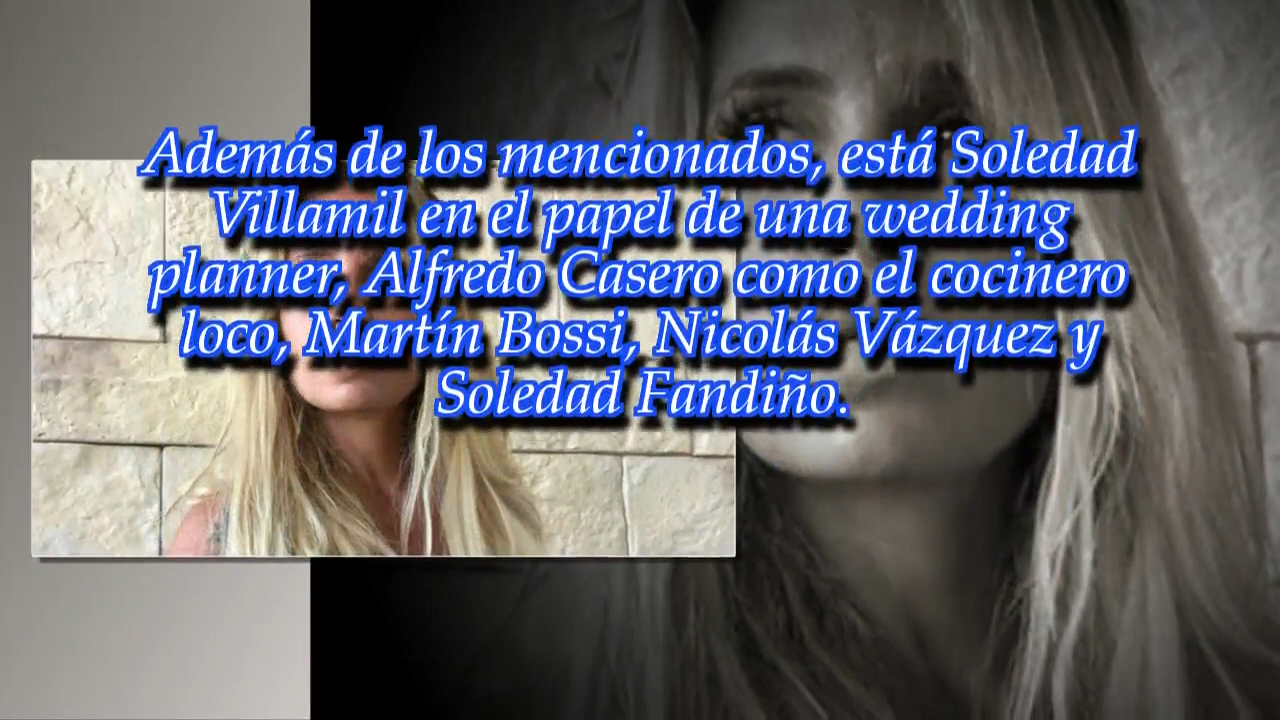 Además de los mencionados, está Soledad
Villamil en el papel de una wedding
planner, Alfredo Casero como el cocinero
loco, Martín Bossi, Nicolás Vázquez y
Soledad Fandiño.